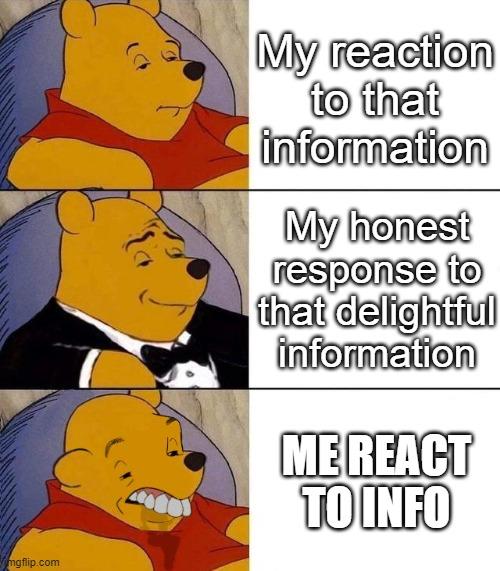 My reaction
to that
information
My honest
response to
that delightful
information
ME REACT
TO INFO
imgflip.com